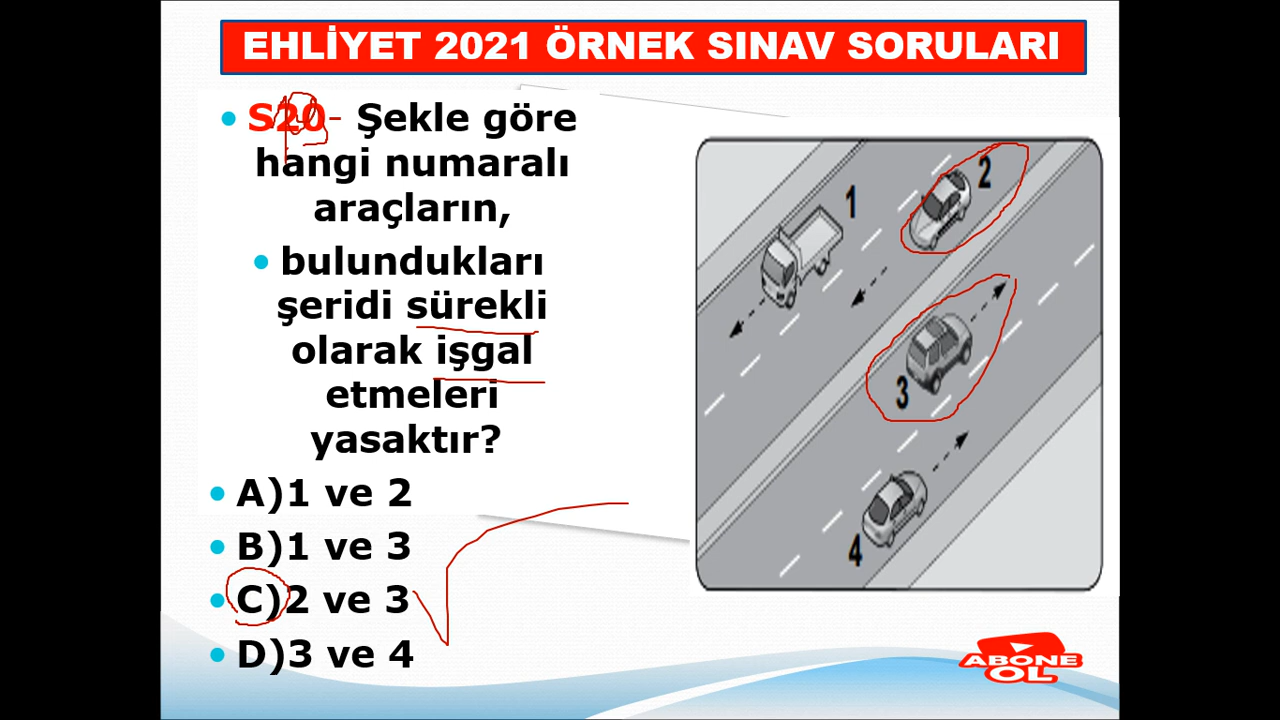 EHLİYET 2021 ÖRNEK SINAV SORULARI
S20- Şekle göre
hangi numaralı
araçların,
bulundukları
şeridi sürekli
olarak işgal
etmeleri
yasaktır?
A)1 ve 2
B)1 ve 3
C)2 ve 3
D)3 ve 4
1
2
3
4
ABONE
OL